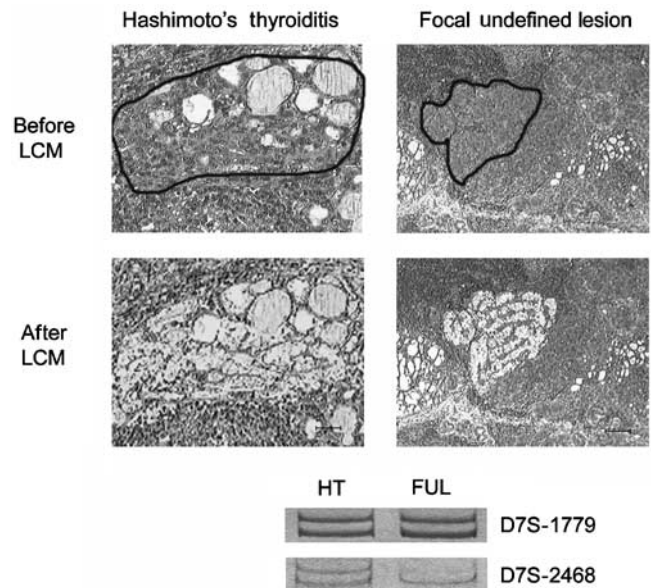 Hashimoto's thyroiditis
Focal undefined lesion
Before
LCM
After
LCM
HT
FUL
D7S-1779
D7S-2468